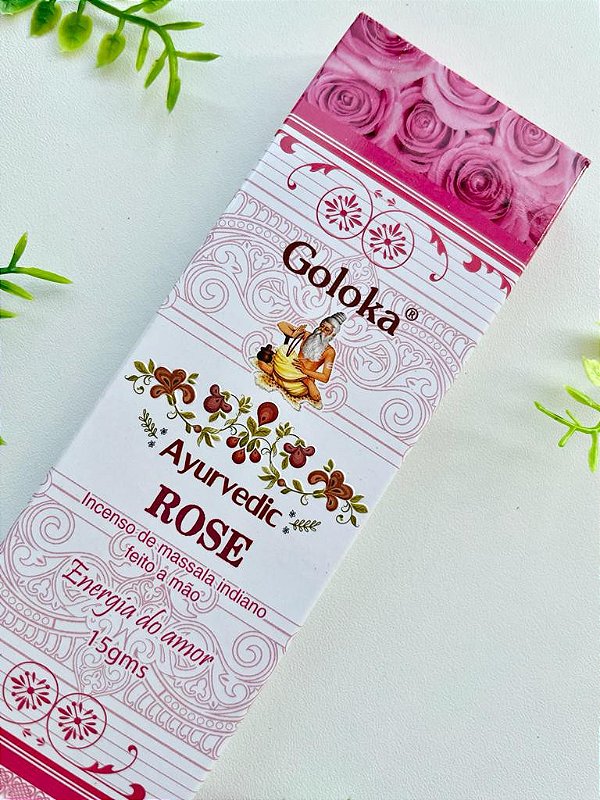 Goloka®
Ayurvedic
ROSE
Incenso de massala indiano
feito à mão
Energia do amor
15gms